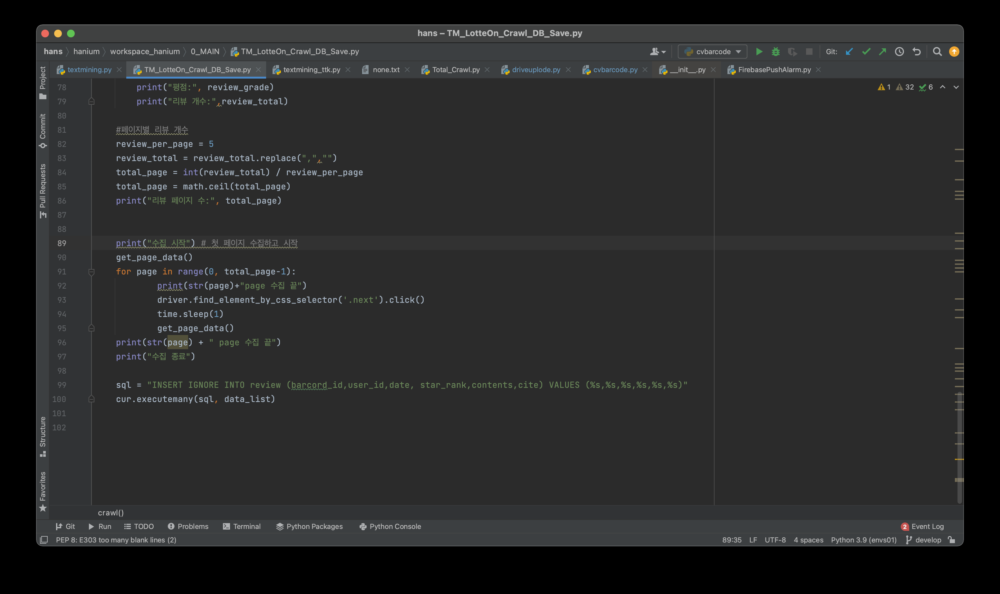 hans – TM_LotteOn_Crawl_DB_Save.py
hans hanium workspace_hanium 0_MAIN TM_LotteOn_Crawl_DB_Save.py cvbarcode Git:
textmining.py TM_LotteOn_Crawl_DB_Save.py textmining_ttk.py none.txt Total_Crawl.py driveuplode.py cvbarcode.py __init__.py FirebasePushAlarm.py
Project
Commit
Pull Requests
Structure
Favorites
1 32 6
78 print("평점:", review_grade)
79 print("리뷰 개수:",review_total)
80
81 #페이지별 리뷰 개수
82 review_per_page = 5
83 review_total = review_total.replace(",","")
84 total_page = int(review_total) / review_per_page
85 total_page = math.ceil(total_page)
86 print("리뷰 페이지 수:", total_page)
87
88
89 print("수집 시작") # 첫 페이지 수집하고 시작
90 get_page_data()
91 for page in range(0, total_page-1):
92 print(str(page)+"page 수집 끝")
93 driver.find_element_by_css_selector('.next').click()
94 time.sleep(1)
95 get_page_data()
96 print(str(page) + " page 수집 끝")
97 print("수집 종료")
98
99 sql = "INSERT IGNORE INTO review (barcord_id,user_id,date, star_rank,contents,cite) VALUES (%s,%s,%s,%s,%s,%s)"
100 cur.executemany(sql, data_list)
101
102
crawl()
Git Run TODO Problems Terminal Python Packages Python Console 2 Event Log
PEP 8: E303 too many blank lines (2) 89:35 LF UTF-8 4 spaces Python 3.9 (envs01) develop